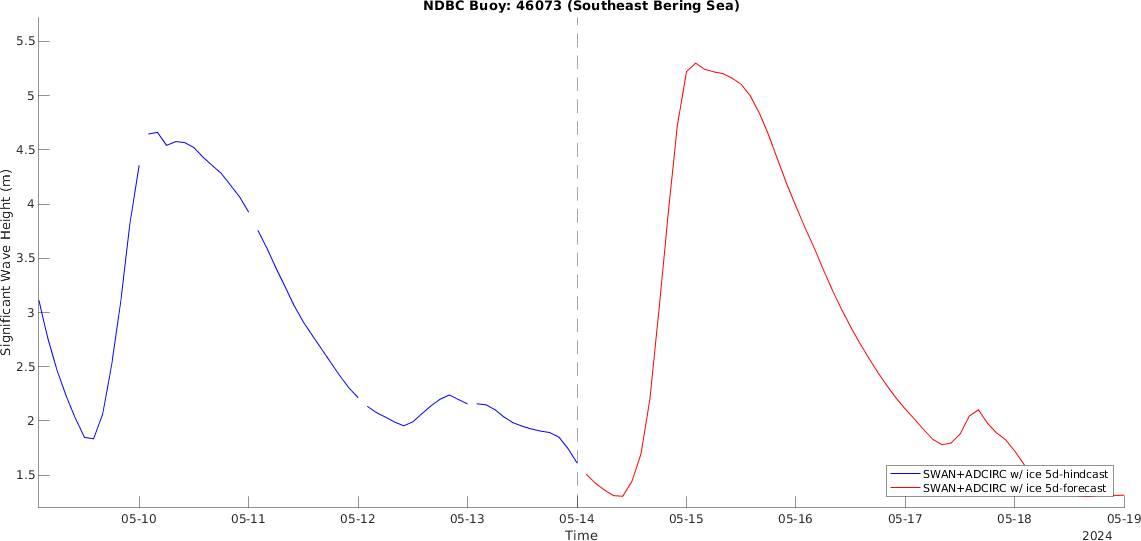 NDBC Buoy: 46073 (Southeast Bering Sea)
5.5
5
4.5
4
3.5
3
2.5
2
1.5
Significant Wave Height (m)
SWAN+ADCIRC w/ ice 5d-hindcast
SWAN+ADCIRC w/ ice 5d-forecast
05-10 05-11 05-12 05-13 05-14 05-15 05-16 05-17 05-18 05-19
Time
2024